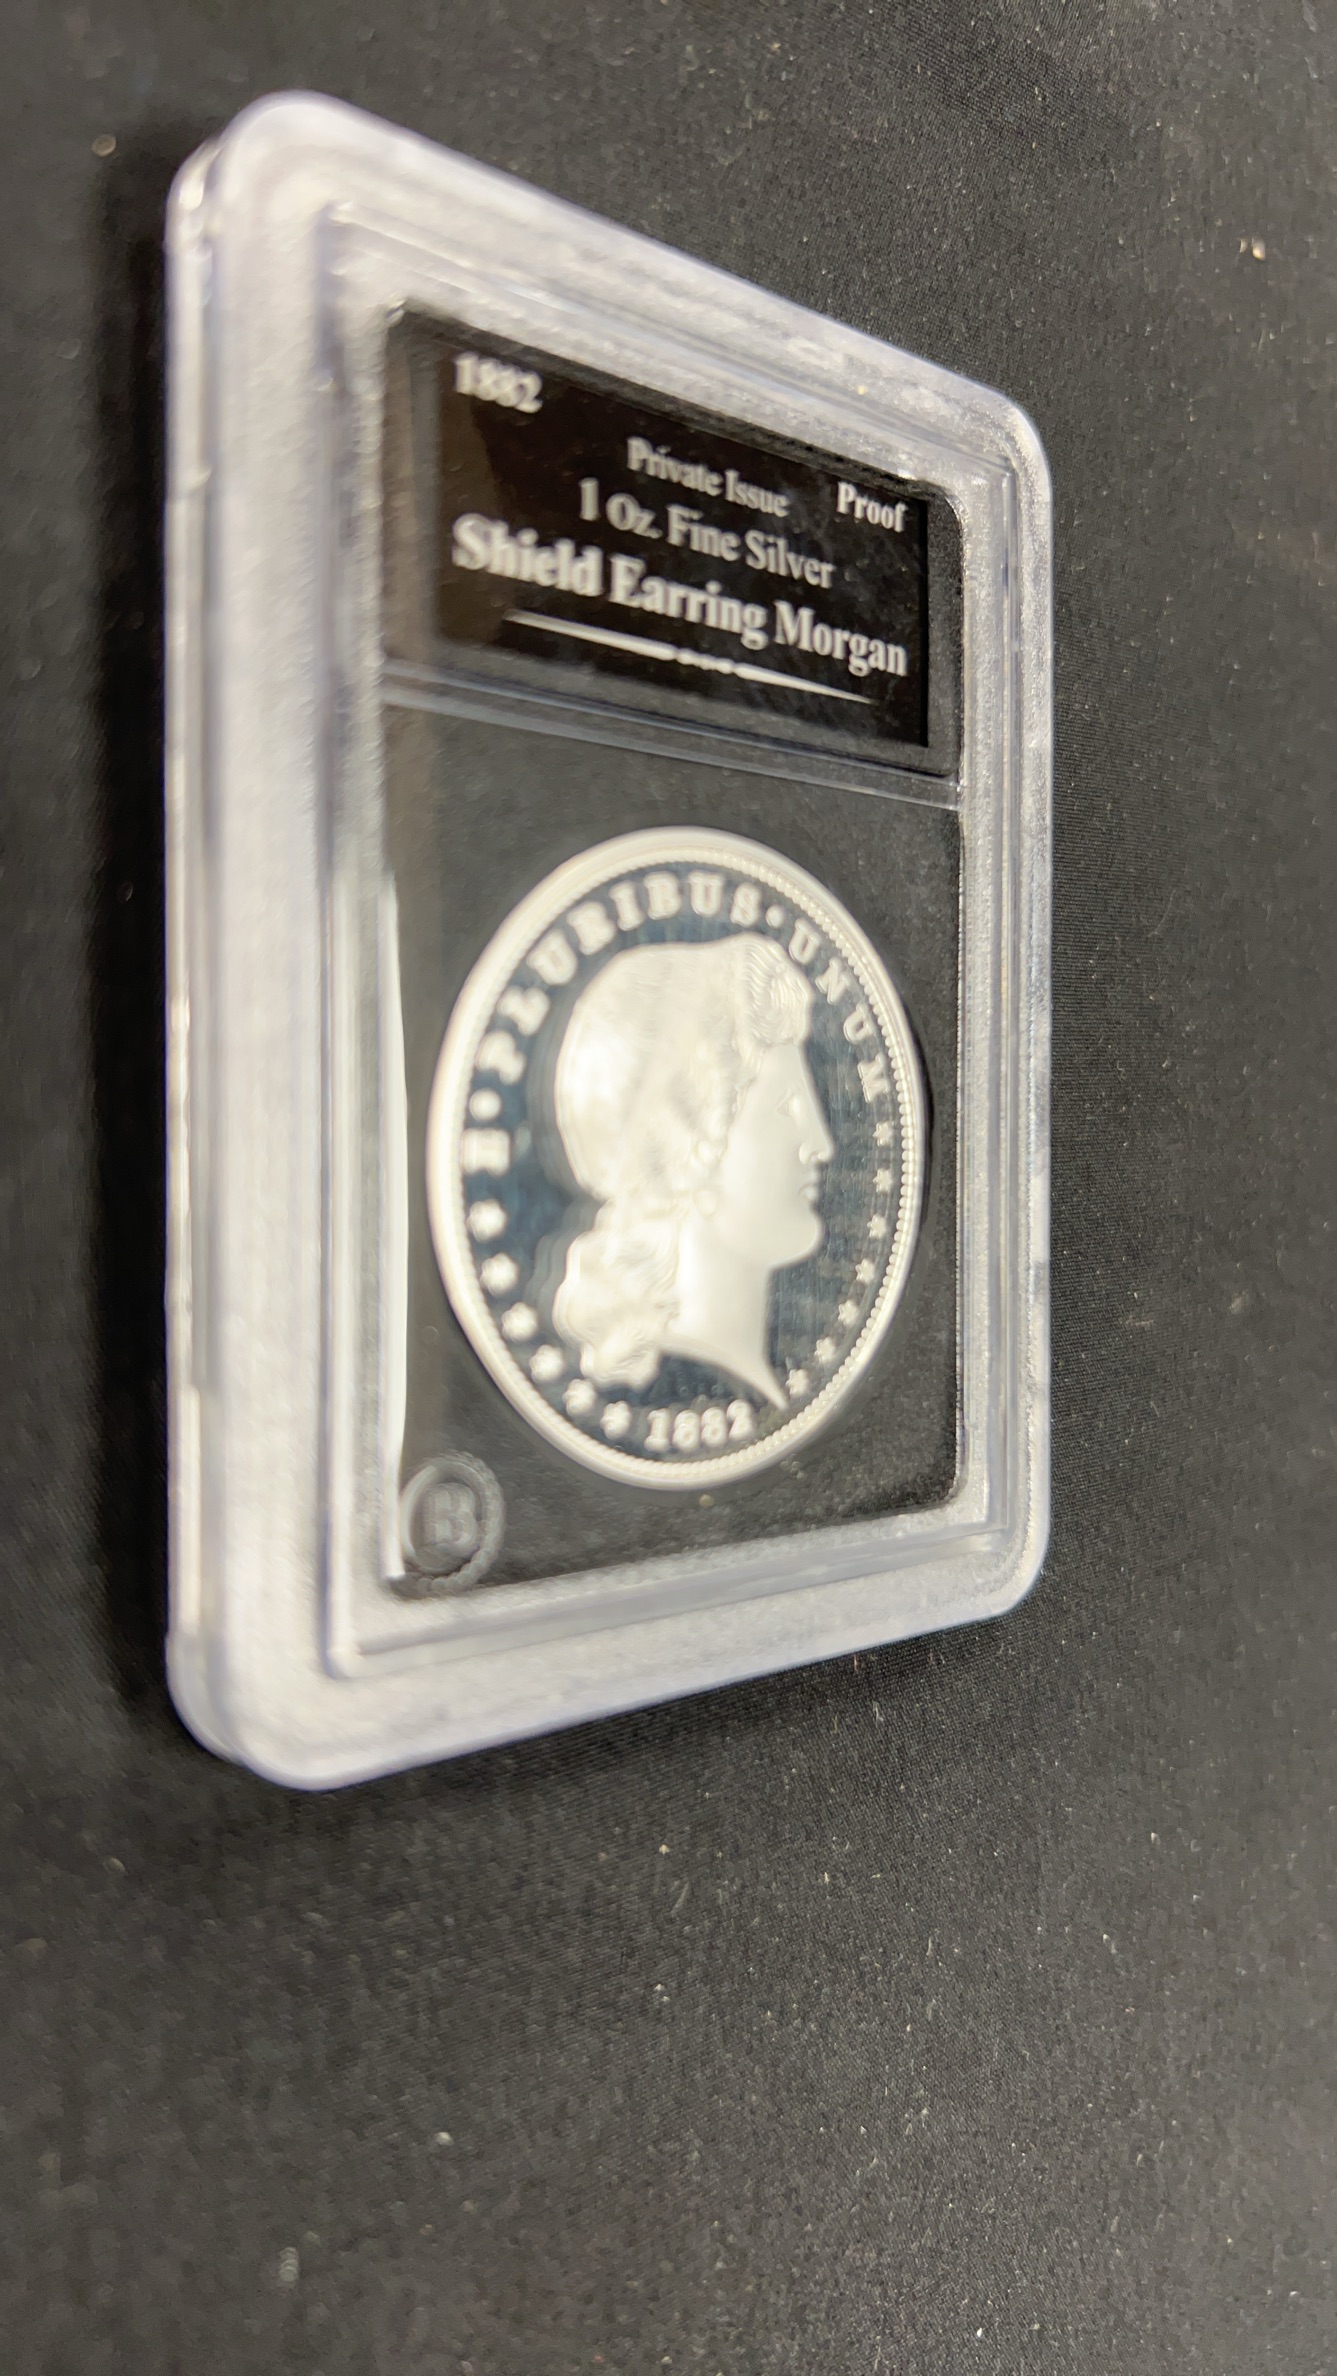 1882
Private Issue Proof
1 Oz. Fine Silver
Shield Earring Morgan
E•PLURIBUS•UNUM
1882
B